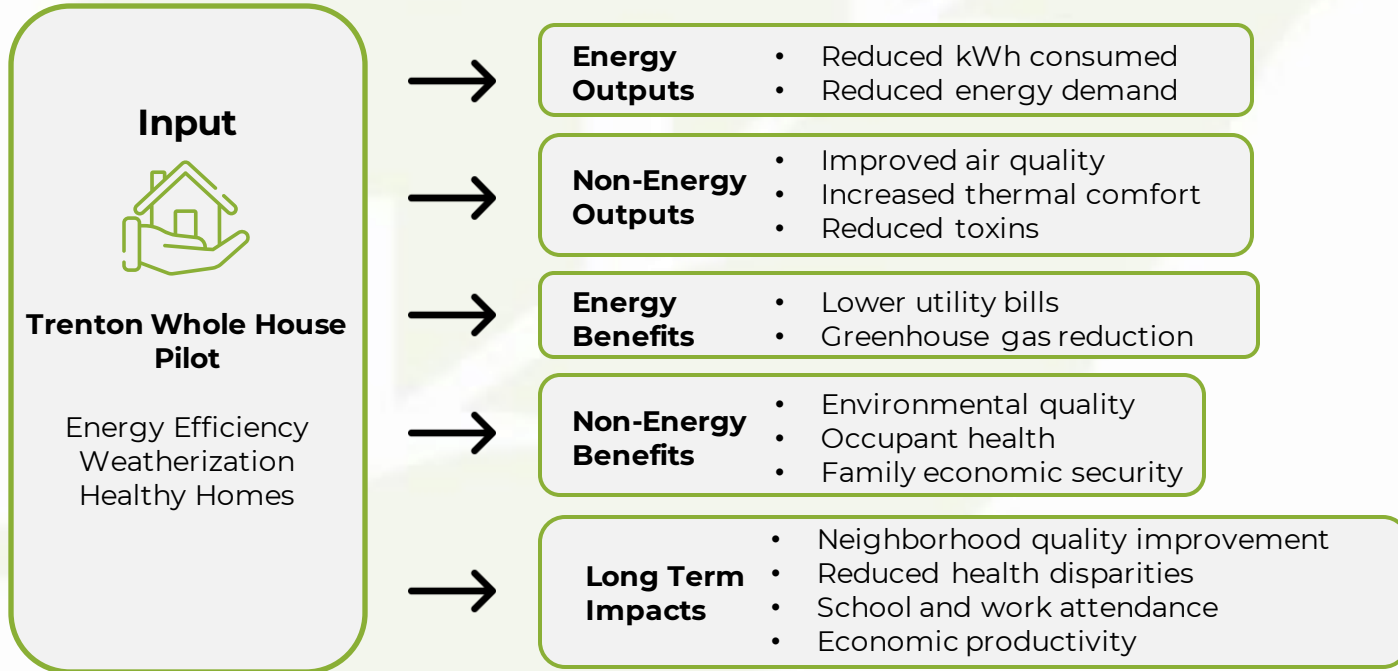 Input
Trenton Whole House
Pilot
Energy Efficiency
Weatherization
Healthy Homes
Energy
Outputs
• Reduced kWh consumed
• Reduced energy demand
Non-Energy
Outputs
• Improved air quality
• Increased thermal comfort
• Reduced toxins
Energy
Benefits
• Lower utility bills
• Greenhouse gas reduction
Non-Energy
Benefits
• Environmental quality
• Occupant health
• Family economic security
Long Term
Impacts
• Neighborhood quality improvement
• Reduced health disparities
• School and work attendance
• Economic productivity